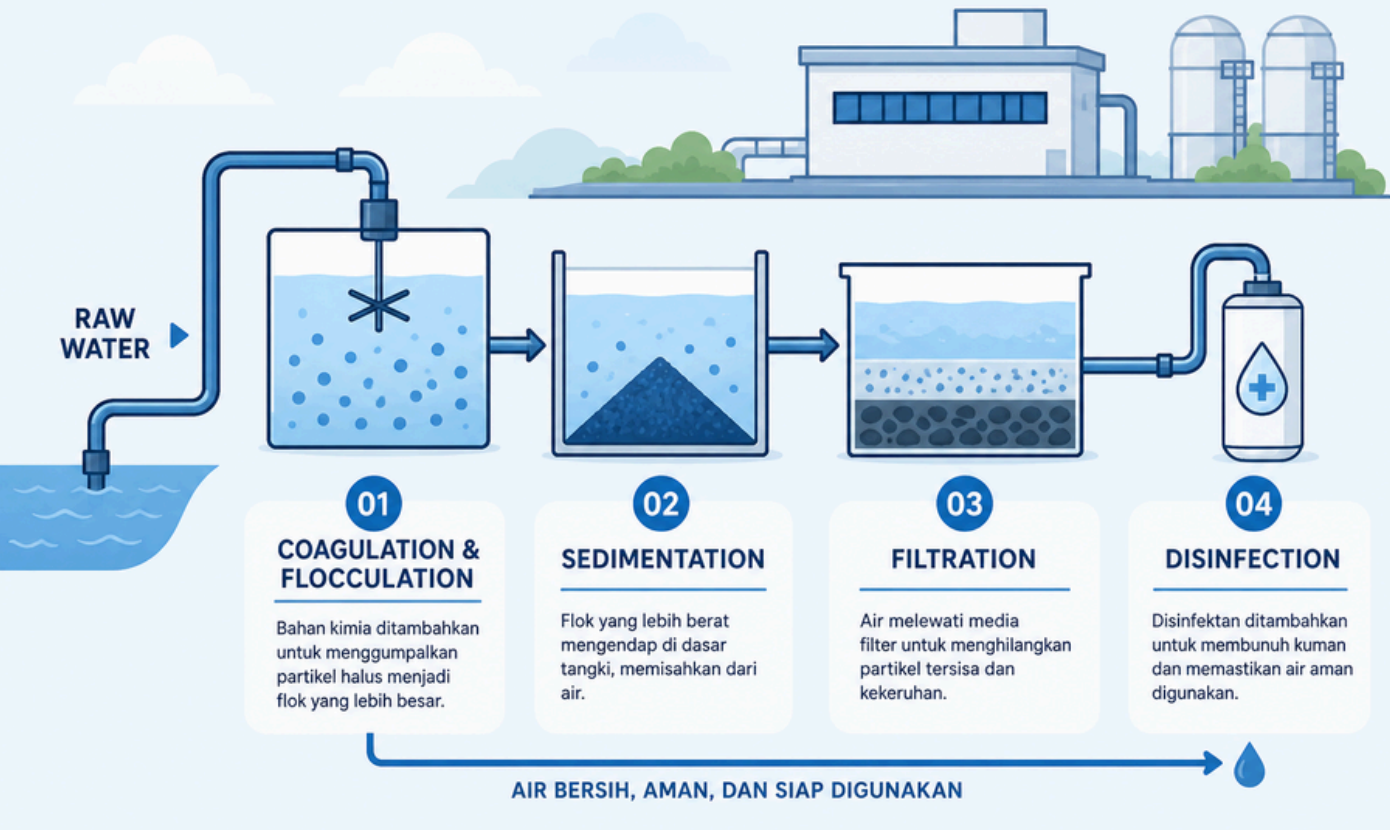 RAW
WATER
01
COAGULATION &
FLOCCULATION
Bahan kimia ditambahkan
untuk menggumpalkan
partikel halus menjadi
flok yang lebih besar.
02
SEDIMENTATION
Flok yang lebih berat
mengendap di dasar
tangki, memisahkan dari
air.
03
FILTRATION
Air melewati media
filter untuk menghilangkan
partikel tersisa dan
kekeruhan.
04
DISINFECTION
Disinfektan ditambahkan
untuk membunuh kuman
dan memastikan air aman
digunakan.
AIR BERSIH, AMAN, DAN SIAP DIGUNAKAN